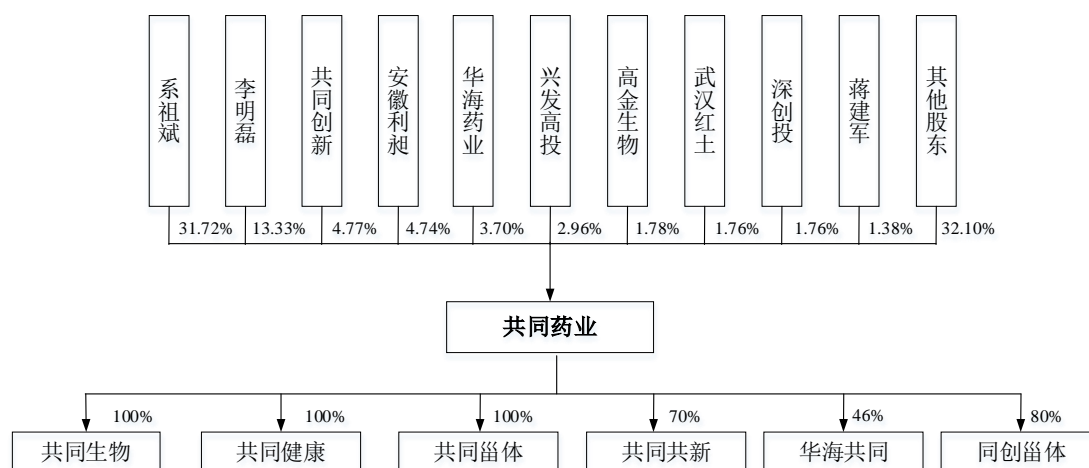 系祖斌
李明磊
共同创新
安徽利昶
华海药业
兴发高投
高金生物
武汉红土
深创投
蒋建军
其他股东
31.72%
13.33%
4.77%
4.74%
3.70%
2.96%
1.78%
1.76%
1.76%
1.38%
32.10%
共同药业
100%
100%
100%
70%
46%
80%
共同生物
共同健康
共同甾体
共同共新
华海共同
同创甾体